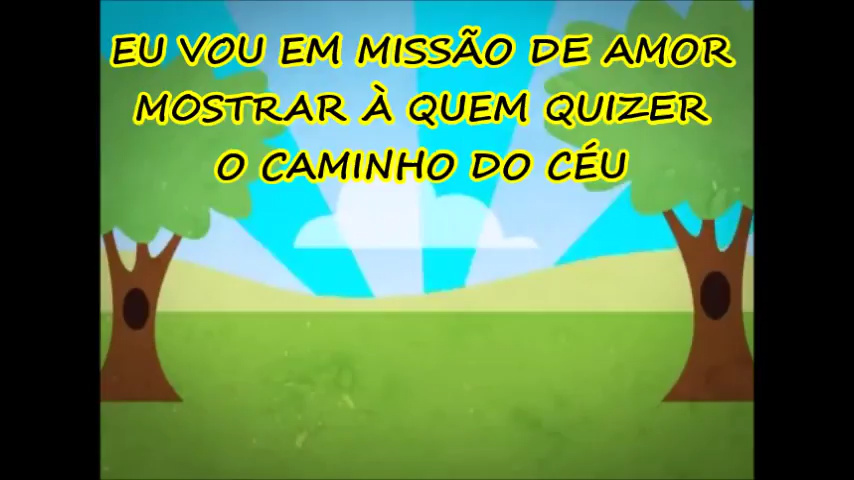 EU VOU EM MISSÃO DE AMOR
MOSTRAR À QUEM QUIZER
O CAMINHO DO CÉU